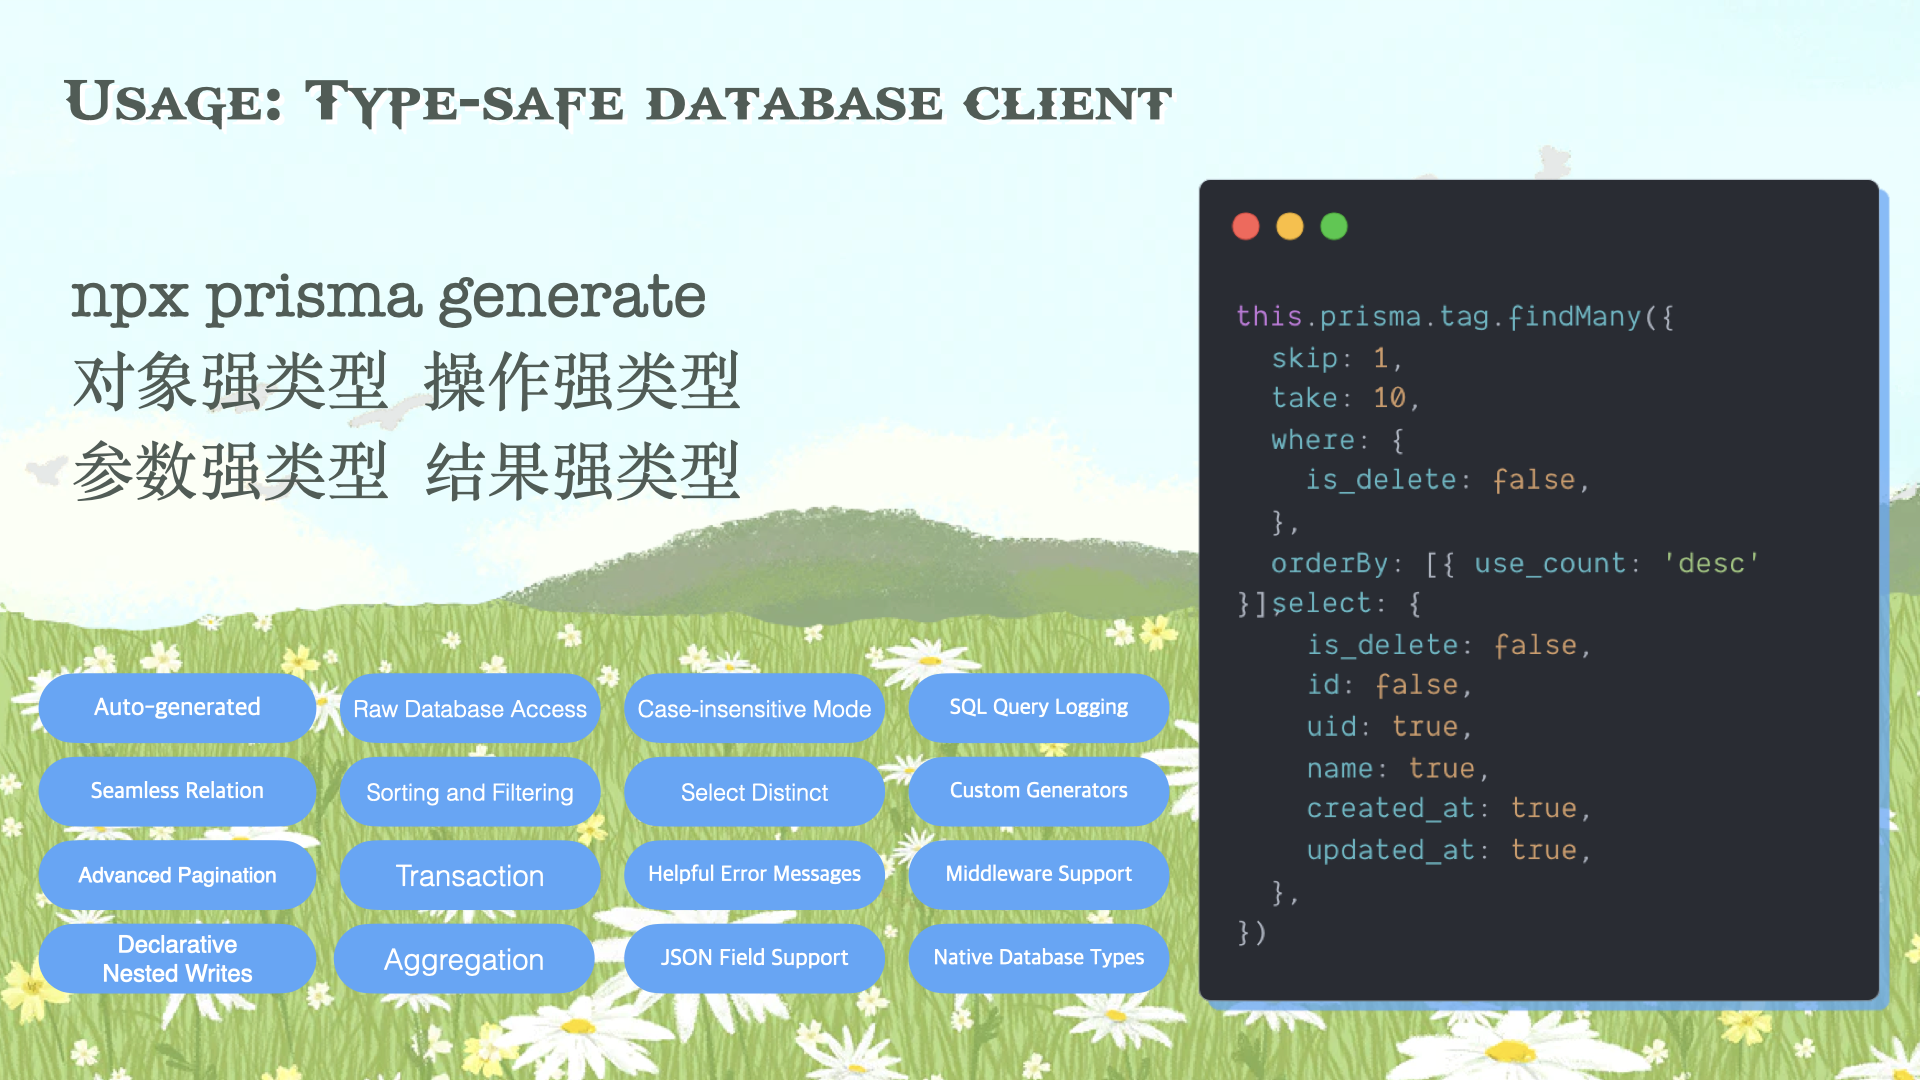 Usage: Type-safe database client
npx prisma generate
对象强类型 操作强类型
参数强类型 结果强类型
Auto-generated
Raw Database Access
Case-insensitive Mode
SQL Query Logging
Seamless Relation
Sorting and Filtering
Select Distinct
Custom Generators
Advanced Pagination
Transaction
Helpful Error Messages
Middleware Support
Declarative
Nested Writes
Aggregation
JSON Field Support
Native Database Types
this.prisma.tag.findMany({
skip: 1,
take: 10,
where: {
is_delete: false,
},
orderBy: [{ use_count: 'desc'
}],select: {
is_delete: false,
id: false,
uid: true,
name: true,
created_at: true,
updated_at: true,
},
})